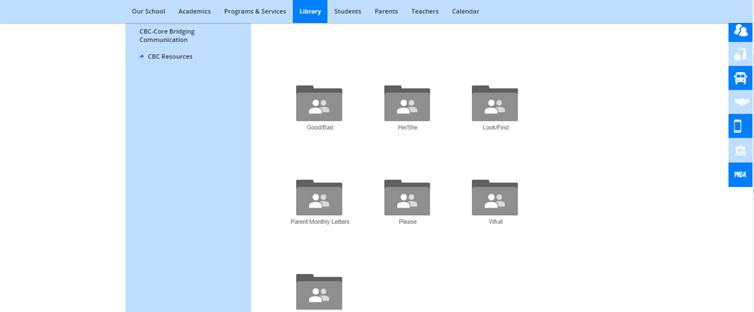 Our School Academics Programs & Services Library Students Parents Teachers Calendar
CBC-Core Bridging
Communication
CBC Resources
Good/Bad He/She Look/Find
Parent Monthly Letters Please What
PRE-K